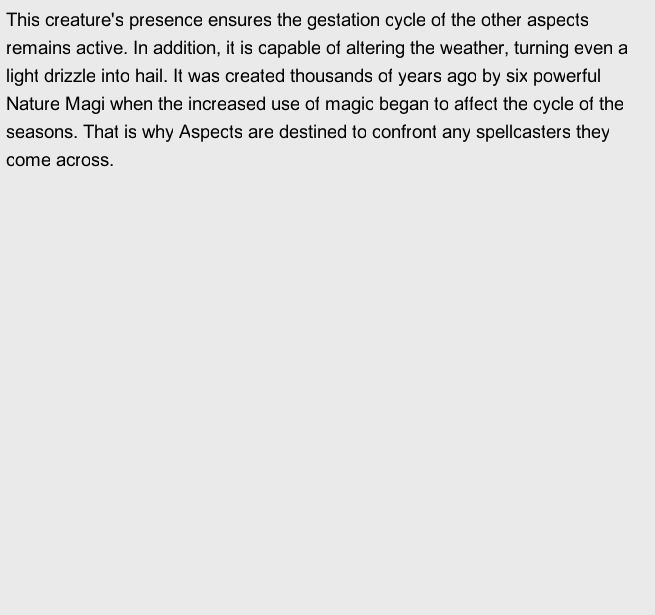 This creature's presence ensures the gestation cycle of the other aspects
remains active. In addition, it is capable of altering the weather, turning even a
light drizzle into hail. It was created thousands of years ago by six powerful
Nature Magi when the increased use of magic began to affect the cycle of the
seasons. That is why Aspects are destined to confront any spellcasters they
come across.